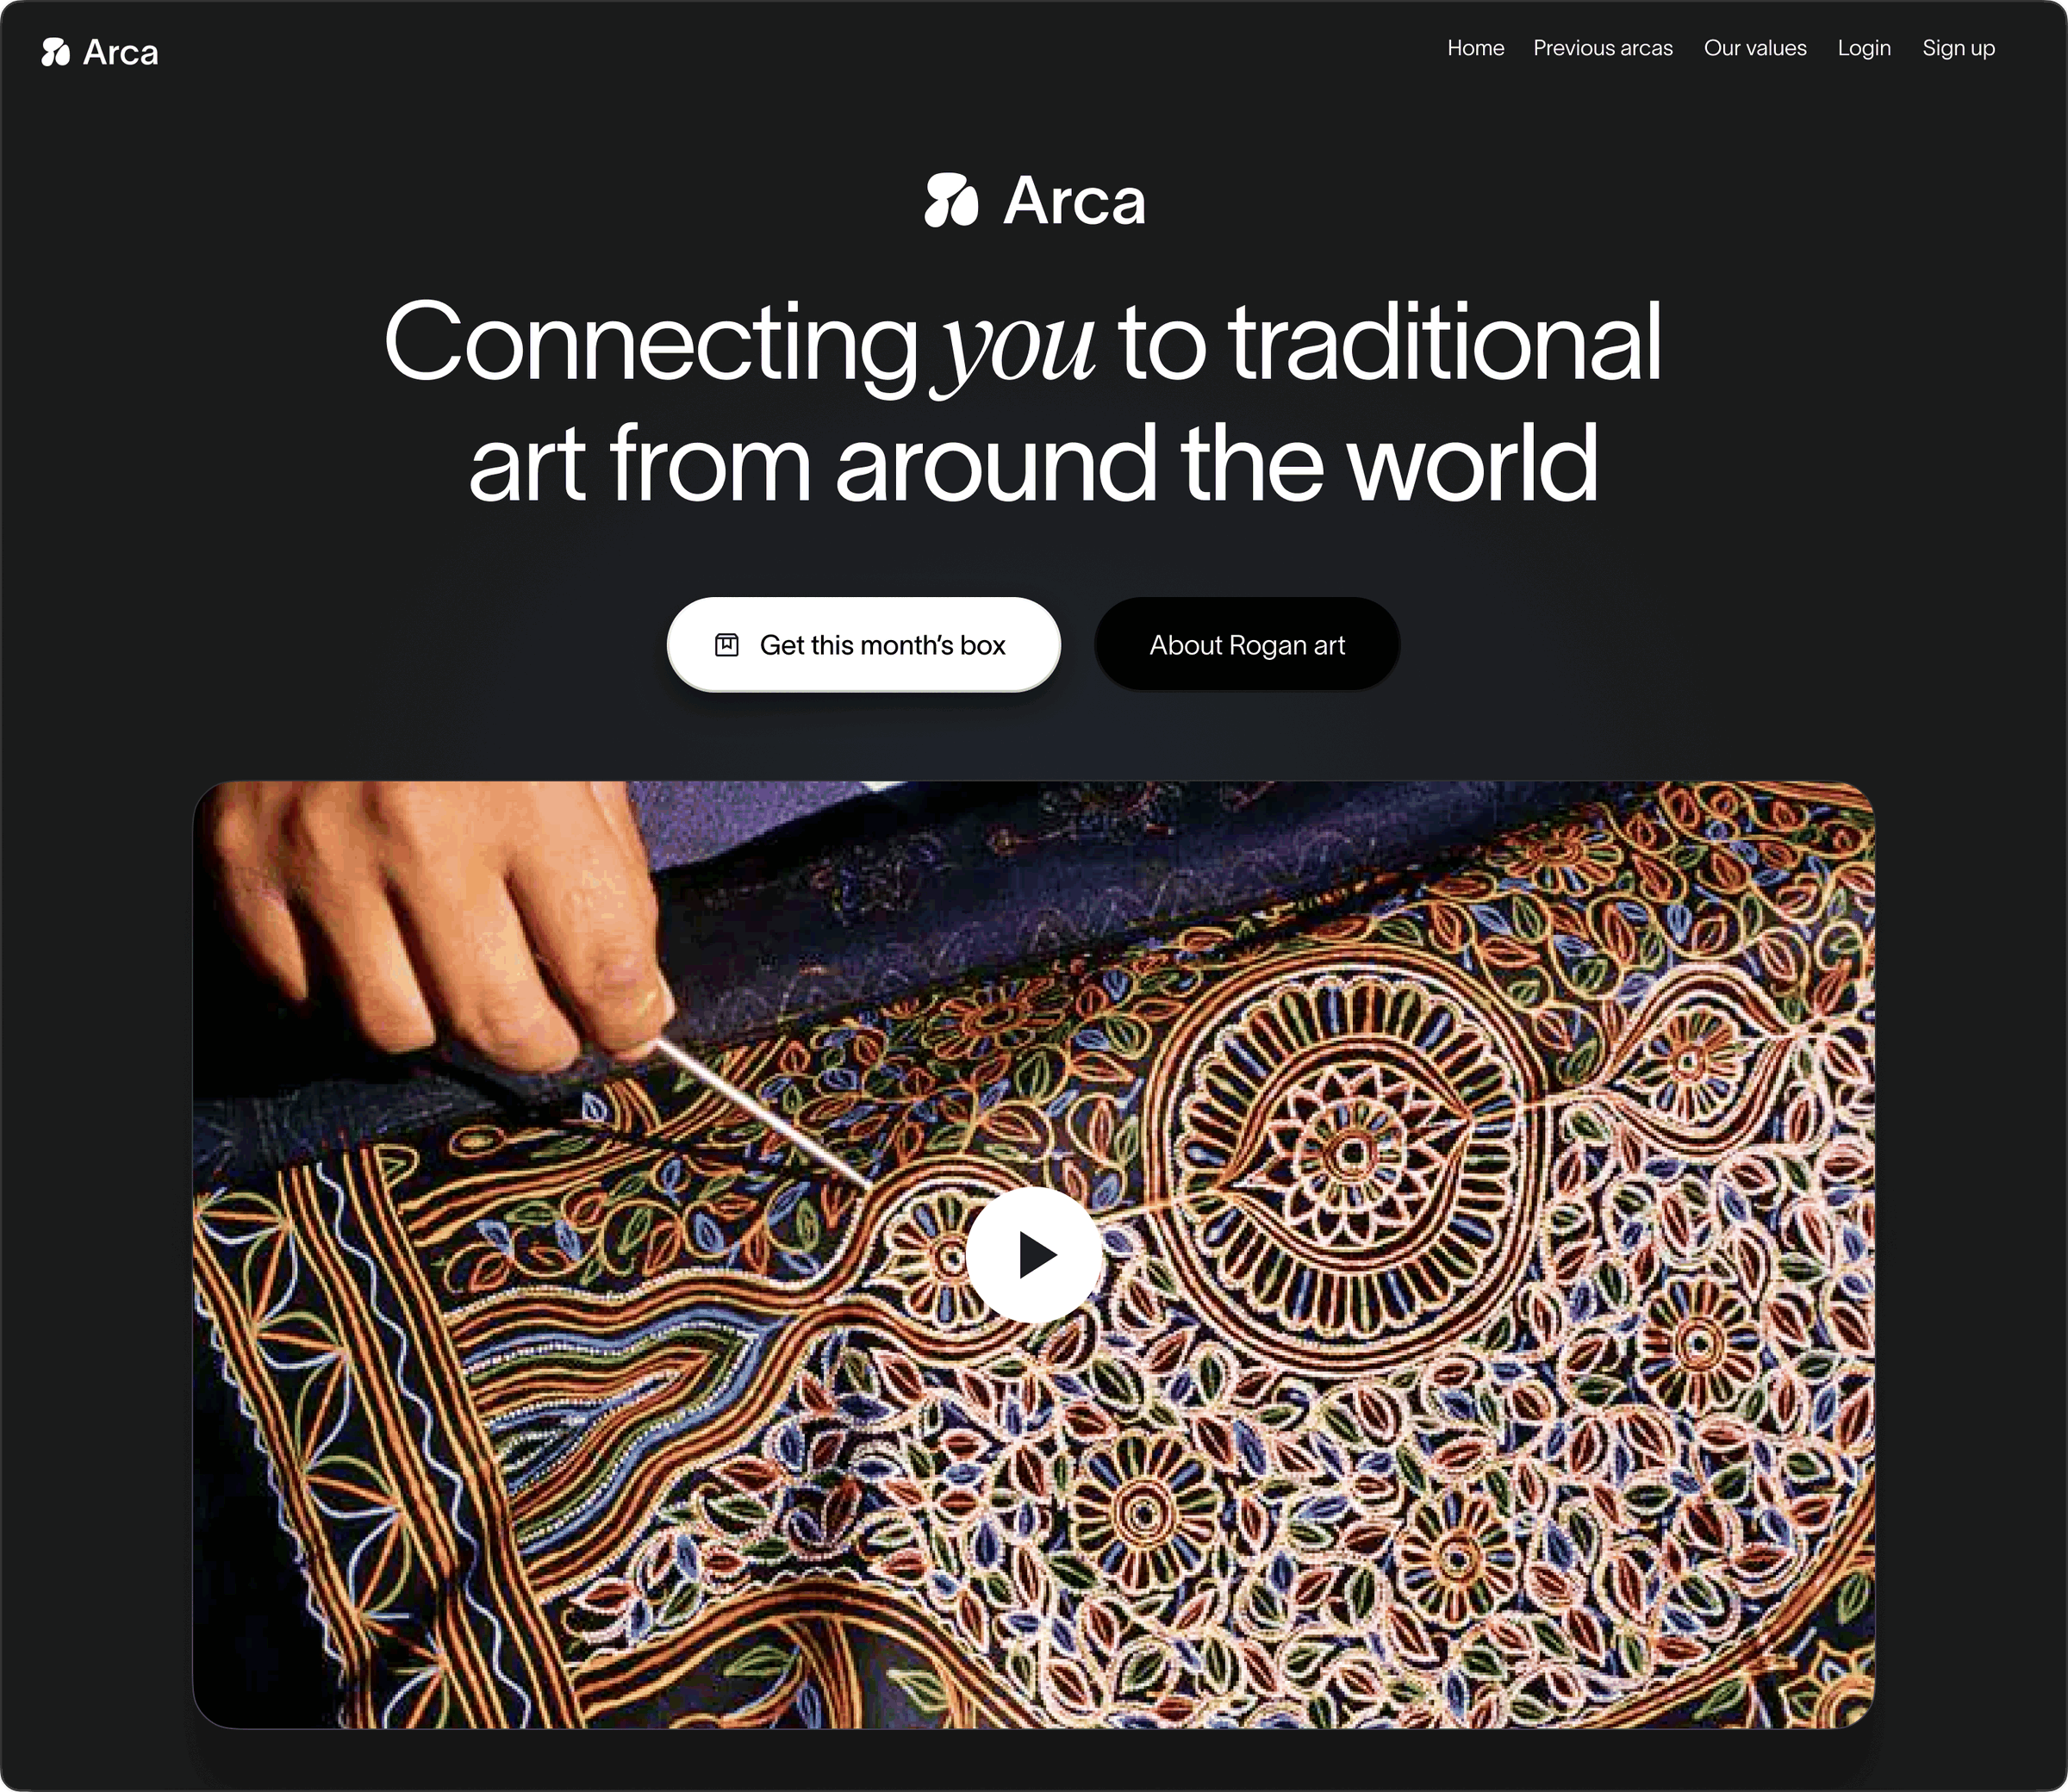 Arca
Home Previous arcas Our values Login Sign up
Arca
Connecting you to traditional
art from around the world
Get this month’s box
About Rogan art